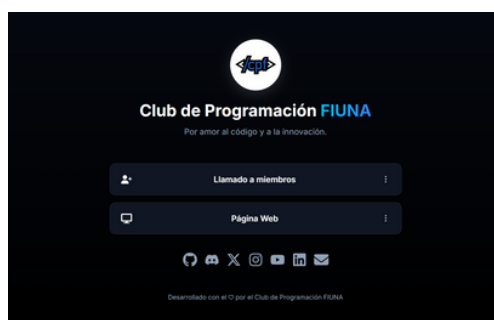 </cpf>
Club de Programación FIUNA
Por amor al código y a la innovación.
Llamado a miembros
Página Web
Desarrollado con el ♡ por el Club de Programación FIUNA